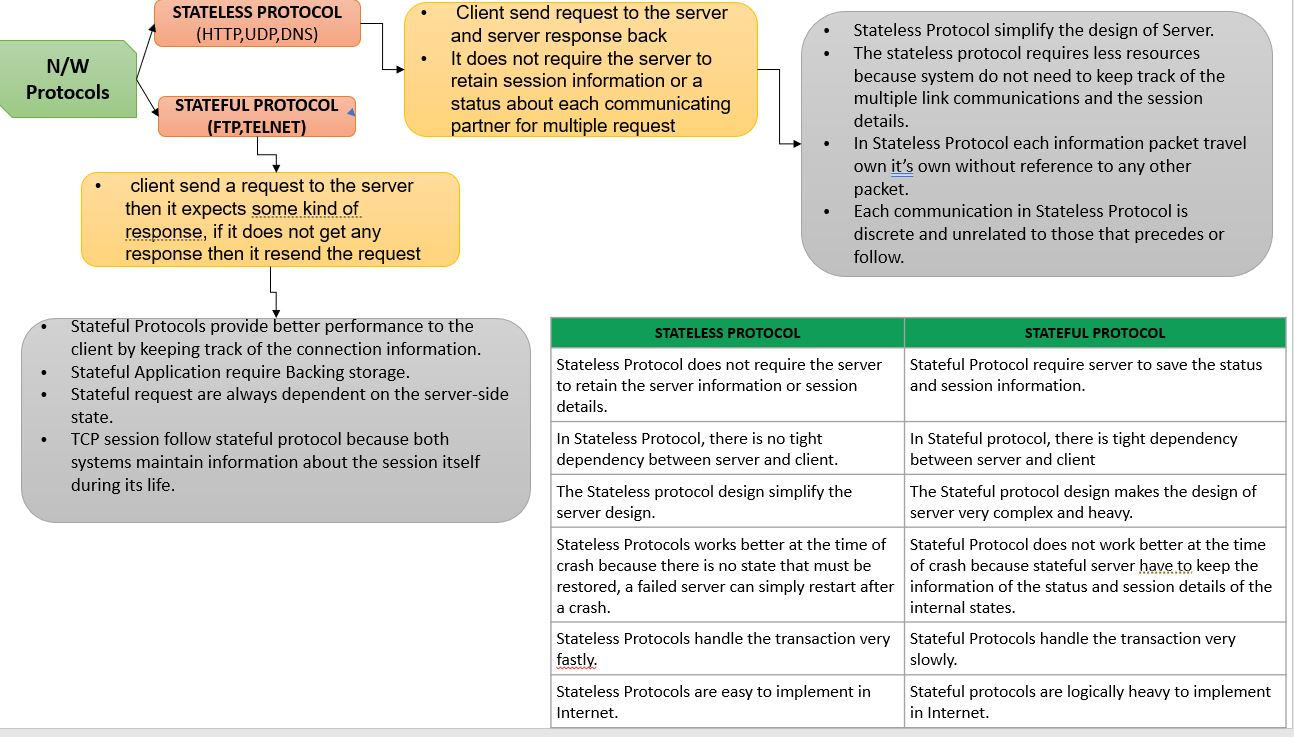 N/W
Protocols
STATELESS PROTOCOL
(HTTP,UDP,DNS)
STATEFUL PROTOCOL
(FTP,TELNET)
• Client send request to the server
and server response back
• It does not require the server to
retain session information or a
status about each communicating
partner for multiple request
• Stateless Protocol simplify the design of Server.
• The stateless protocol requires less resources
because system do not need to keep track of the
multiple link communications and the session
details.
• In Stateless Protocol each information packet travel
own it’s own without reference to any other
packet.
• Each communication in Stateless Protocol is
discrete and unrelated to those that precedes or
follow.
• client send a request to the server
then it expects some kind of
response, if it does not get any
response then it resend the request
• Stateful Protocols provide better performance to the
client by keeping track of the connection information.
• Stateful Application require Backing storage.
• Stateful request are always dependent on the server-side
state.
• TCP session follow stateful protocol because both
systems maintain information about the session itself
during its life.
STATELESS PROTOCOL
STATEFUL PROTOCOL
Stateless Protocol does not require the server
to retain the server information or session
details.
Stateful Protocol require server to save the status
and session information.
In Stateless Protocol, there is no tight
dependency between server and client.
In Stateful protocol, there is tight dependency
between server and client
The Stateless protocol design simplify the
server design.
The Stateful protocol design makes the design of
server very complex and heavy.
Stateless Protocols works better at the time of
crash because there is no state that must be
restored, a failed server can simply restart after
a crash.
Stateful Protocol does not work better at the time
of crash because stateful server have to keep the
information of the status and session details of the
internal states.
Stateless Protocols handle the transaction very
fastly.
Stateful Protocols handle the transaction very
slowly.
Stateless Protocols are easy to implement in
Internet.
Stateful protocols are logically heavy to implement
in Internet.